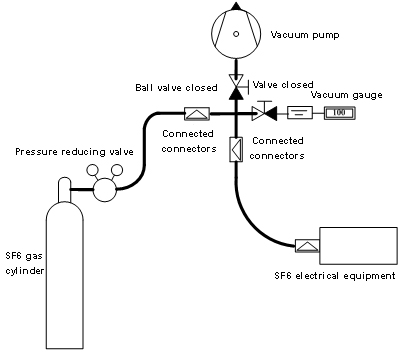 Vacuum pump
Ball valve closed
Valve closed
Vacuum gauge
100
Connected
connectors
Connected
connectors
Pressure reducing valve
SF6 gas
cylinder
SF6 electrical equipment